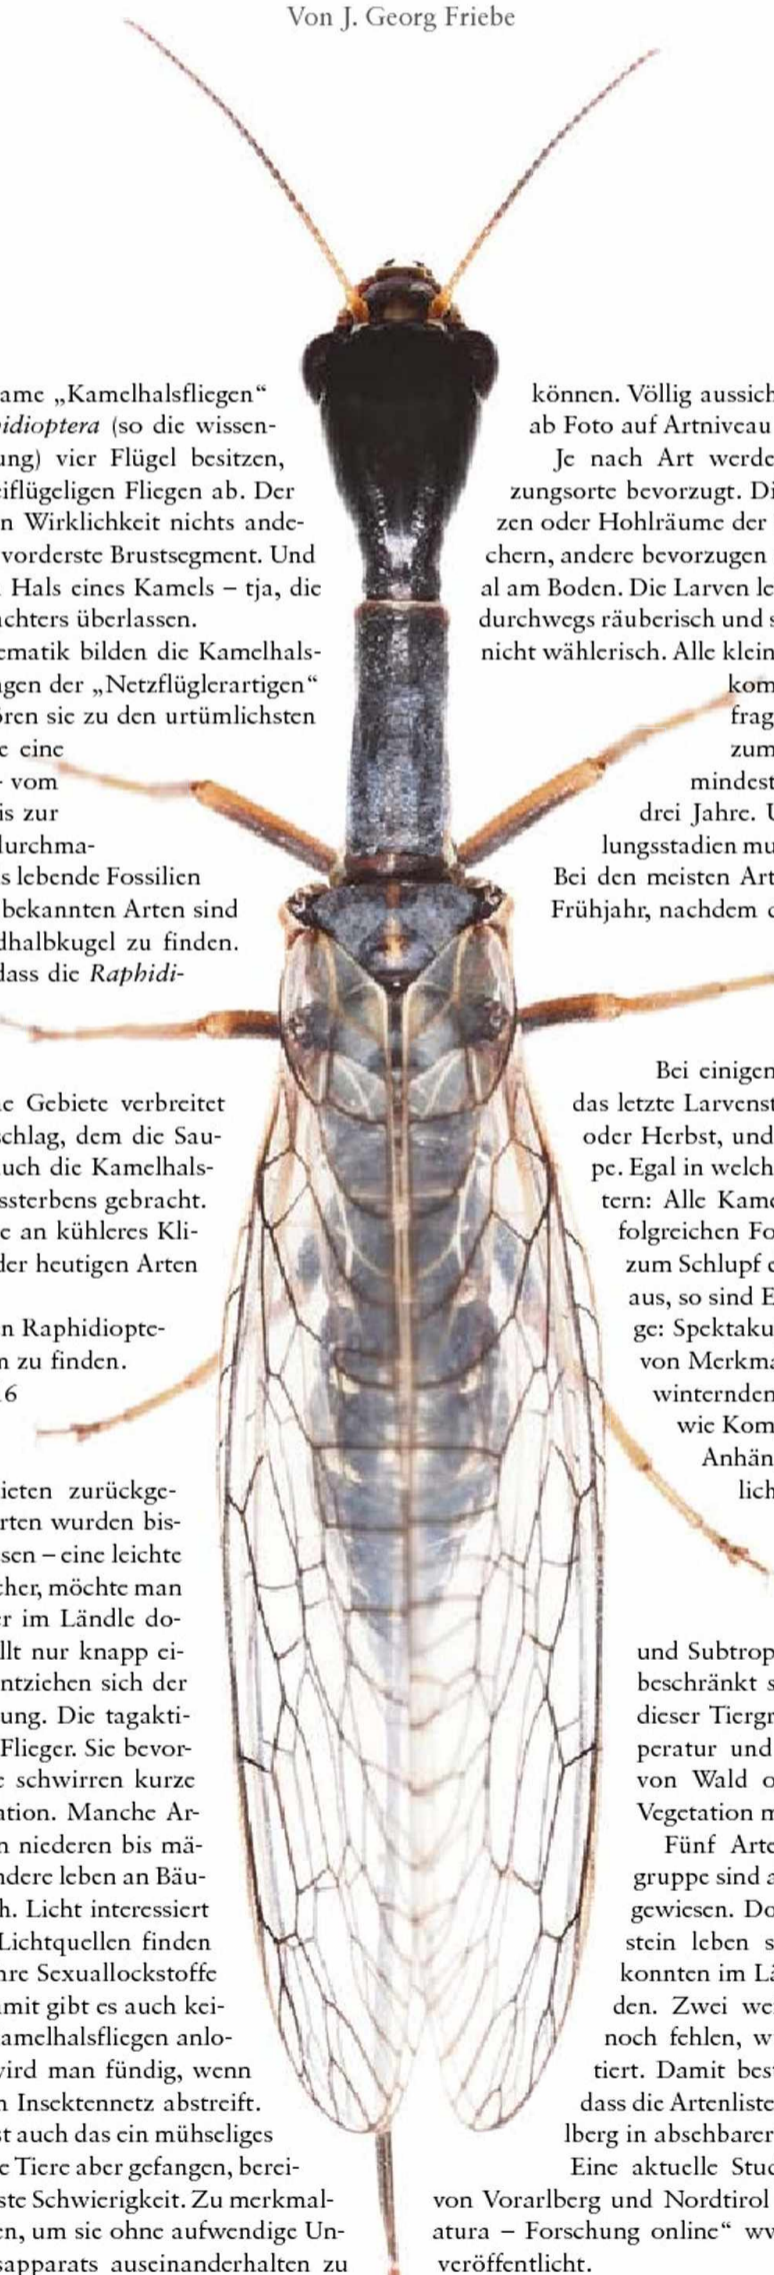 Von J. Georg Friebe
ame „Kamelhalsfliegen“
idioptera (so die wissen-
ung) vier Flügel besitzen,
eiflügeligen Fliegen ab. Der
n Wirklichkeit nichts ande-
vorderste Brustsegment. Und
Hals eines Kamels – tja, die
achters überlassen.
ematik bilden die Kamelhals-
ngen der „Netzflüglerartigen“
ören sie zu den urtümlichsten
e eine
- vom
is zur
durchma-
s lebende Fossilien
bekannten Arten sind
dhalbkugel zu finden.
dass die Raphidi-
he Gebiete verbreitet
schlag, dem die Sau-
auch die Kamelhals-
ssterbens gebracht.
e an kühleres Kli-
der heutigen Arten
n Raphidiopte-
n zu finden.
16
ieten zurückge-
rten wurden bis-
sen – eine leichte
cher, möchte man
er im Ländle do-
llt nur knapp ei-
entziehen sich der
ung. Die tagakti-
Flieger. Sie bevor-
e schwirren kurze
ation. Manche Ar-
n niederen bis mä-
ndere leben an Bäu-
h. Licht interessiert
Lichtquellen finden
hre Sexuallockstoffe
amit gibt es auch kei-
amelhalsfliegen anlo-
wird man fündig, wenn
n Insektennetz abstreift.
st auch das ein mühseliges
e Tiere aber gefangen, berei-
ste Schwierigkeit. Zu merkmal-
en, um sie ohne aufwendige Un-
sapparats auseinanderhalten zu
können. Völlig aussich
ab Foto auf Artniveau
Je nach Art werde
zungsorte bevorzugt. Di
zen oder Hohlräume der
chern, andere bevorzugen
al am Boden. Die Larven le
durchwegs räuberisch und s
nicht wählerisch. Alle klein
kom
frag
zum
mindest
drei Jahre. U
lungsstadien mu
Bei den meisten Art
Frühjahr, nachdem d
Bei einigen
das letzte Larvenst
oder Herbst, und
pe. Egal in welch
tern: Alle Kame
folgreichen Fo
zum Schlupf e
aus, so sind E
ge: Spektaku
von Merkma
winternden
wie Kom
Anhän
lich
und Subtrop
beschränkt s
dieser Tiergr
peratur und
von Wald o
Vegetation m
Fünf Arte
gruppe sind a
gewiesen. Do
stein leben s
konnten im Lä
den. Zwei we
noch fehlen, w
tiert. Damit best
dass die Artenliste
lberg in absehbarer
Eine aktuelle Stud
von Vorarlberg und Nordtirol
atura – Forschung online“ ww
veröffentlicht.